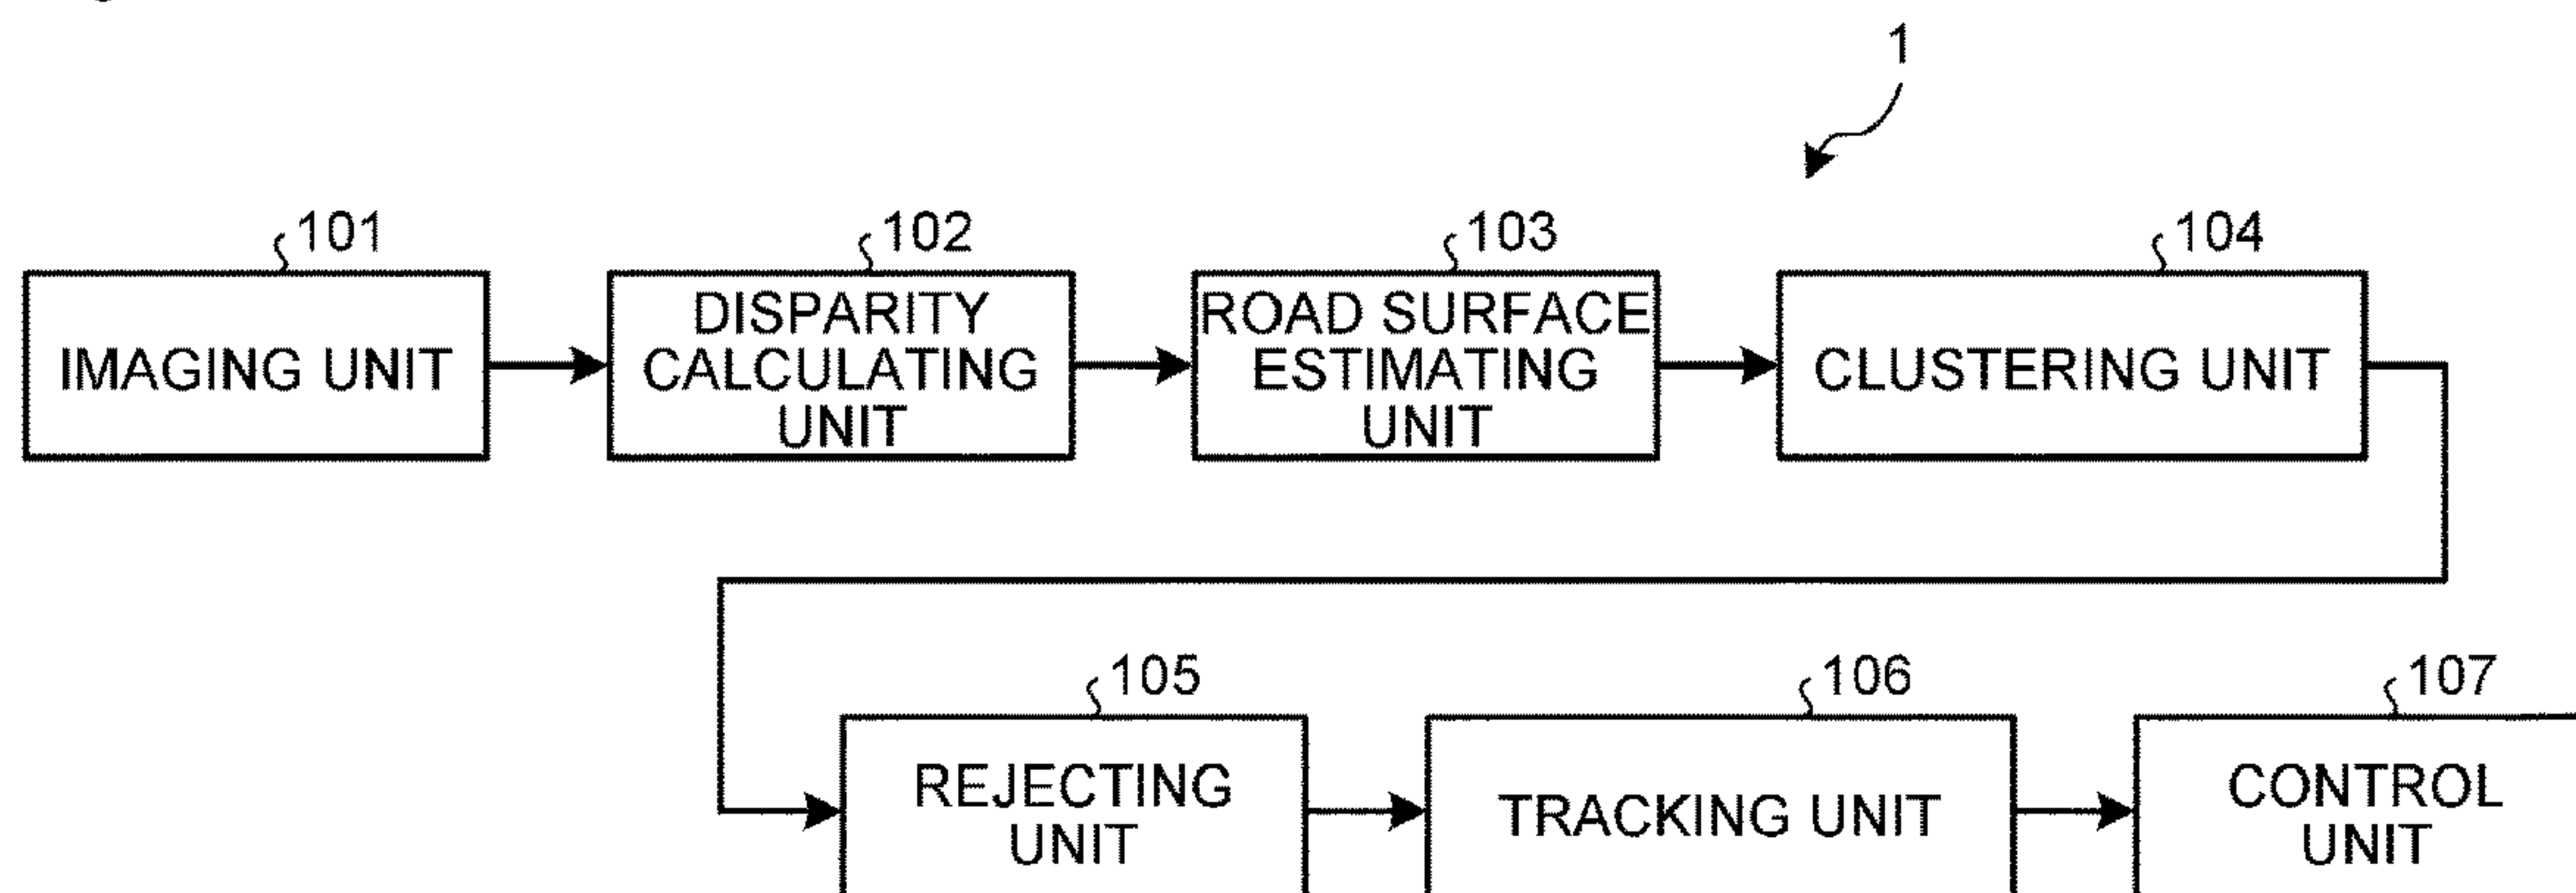 1
101
102
103
104
IMAGING UNIT
DISPARITY
CALCULATING
UNIT
ROAD SURFACE
ESTIMATING
UNIT
CLUSTERING UNIT
105
106
107
REJECTING
UNIT
TRACKING UNIT
CONTROL
UNIT